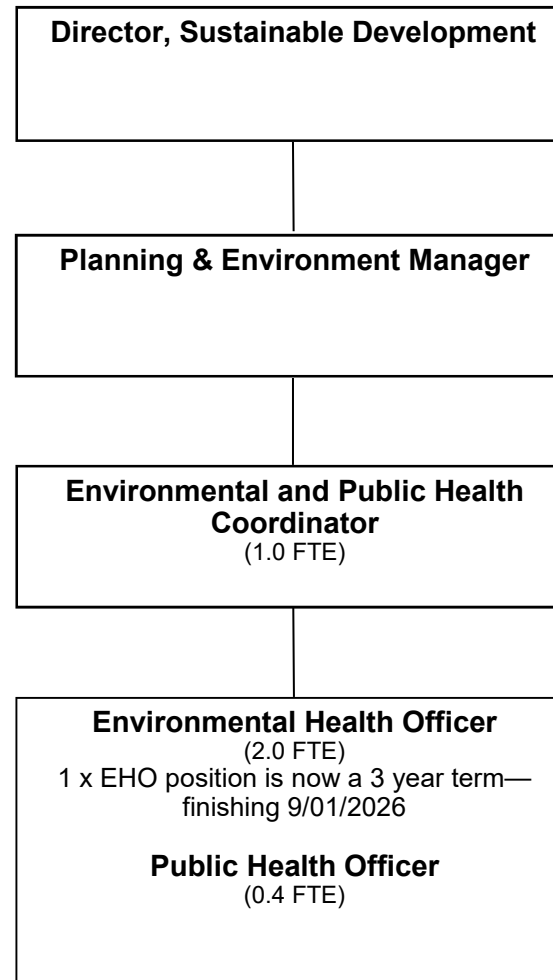 Director, Sustainable Development
Planning & Environment Manager
Environmental and Public Health
Coordinator
(1.0 FTE)
Environmental Health Officer
(2.0 FTE)
1 x EHO position is now a 3 year term—
finishing 9/01/2026
Public Health Officer
(0.4 FTE)